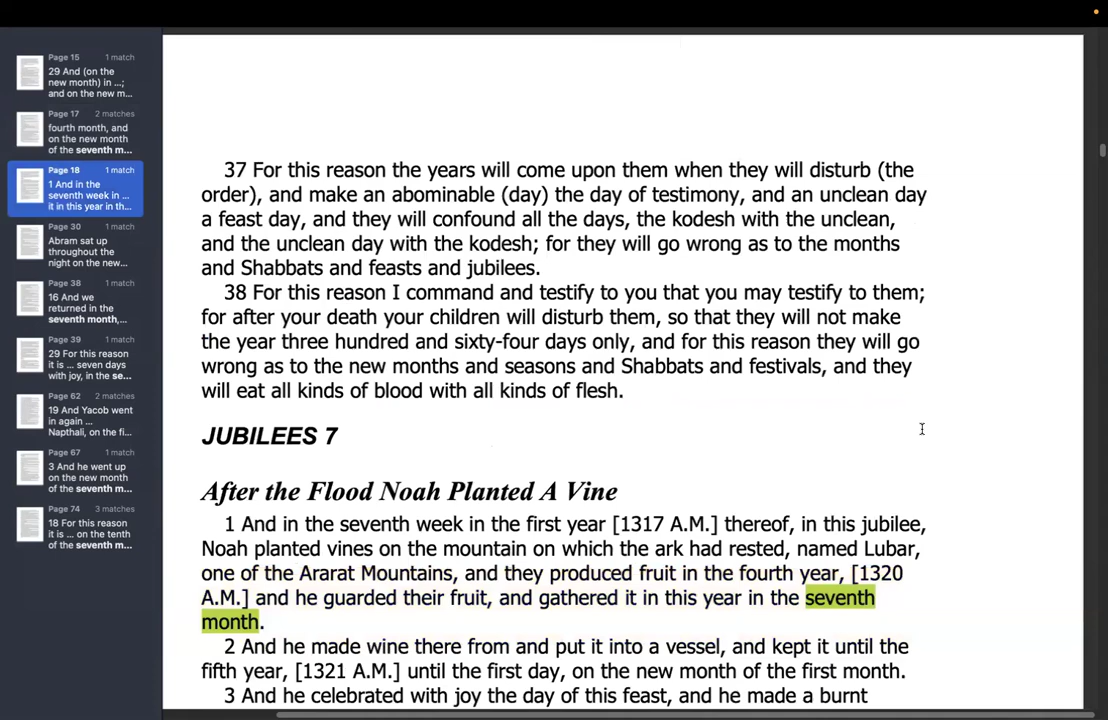 Page 15 1 match
29 And (on the
new month) in ...;
and on the new m...
Page 17 2 matches
fourth month, and
on the new month
of the seventh m...
Page 18 1 match
1 And in the
seventh week in ...
it in this year in th...
Page 30 1 match
Abram sat up
throughout the
night on the new...
Page 38 1 match
16 And we
returned in the
seventh month,...
Page 39 1 match
29 For this reason
it is ... seven days
with joy, in the se...
Page 62 2 matches
19 And Yacob went
in again ...
Napthali, on the fi...
Page 67 1 match
3 And he went up
on the new month
of the seventh m...
Page 74 3 matches
18 For this reason
it is ... on the tenth
of the seventh m...
37 For this reason the years will come upon them when they will disturb (the
order), and make an abominable (day) the day of testimony, and an unclean day
a feast day, and they will confound all the days, the kodesh with the unclean,
and the unclean day with the kodesh; for they will go wrong as to the months
and Shabbats and feasts and jubilees.
38 For this reason I command and testify to you that you may testify to them;
for after your death your children will disturb them, so that they will not make
the year three hundred and sixty-four days only, and for this reason they will go
wrong as to the new months and seasons and Shabbats and festivals, and they
will eat all kinds of blood with all kinds of flesh.
JUBILEES 7
After the Flood Noah Planted A Vine
1 And in the seventh week in the first year [1317 A.M.] thereof, in this jubilee,
Noah planted vines on the mountain on which the ark had rested, named Lubar,
one of the Ararat Mountains, and they produced fruit in the fourth year, [1320
A.M.] and he guarded their fruit, and gathered it in this year in the seventh
month.
2 And he made wine there from and put it into a vessel, and kept it until the
fifth year, [1321 A.M.] until the first day, on the new month of the first month.
3 And he celebrated with joy the day of this feast, and he made a burnt